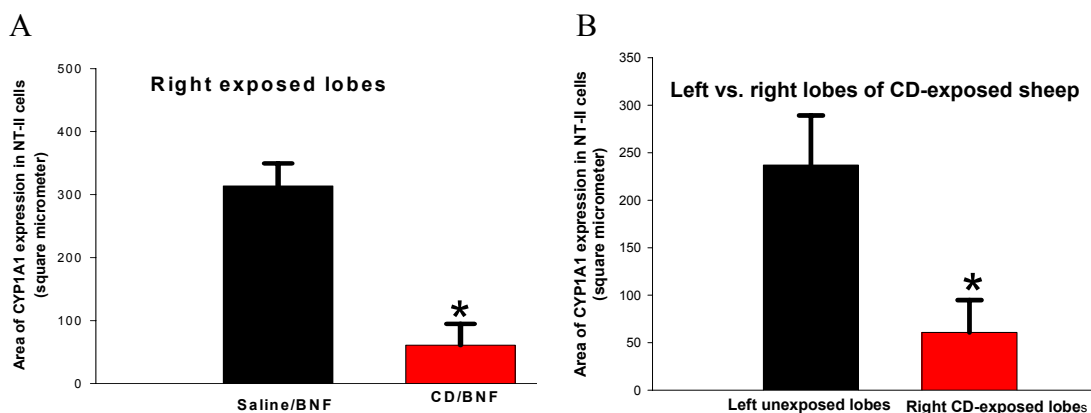 A
Right exposed lobes
Area of CYP1A1 expression in NT-II cells
(square micrometer)
500
400
300
200
100
0
*
Saline/BNF
CD/BNF
B
Left vs. right lobes of CD-exposed sheep
Area of CYP1A1 expression in NT-II cells
(square micrometer)
350
300
250
200
150
100
50
0
*
Left unexposed lobes
Right CD-exposed lobes